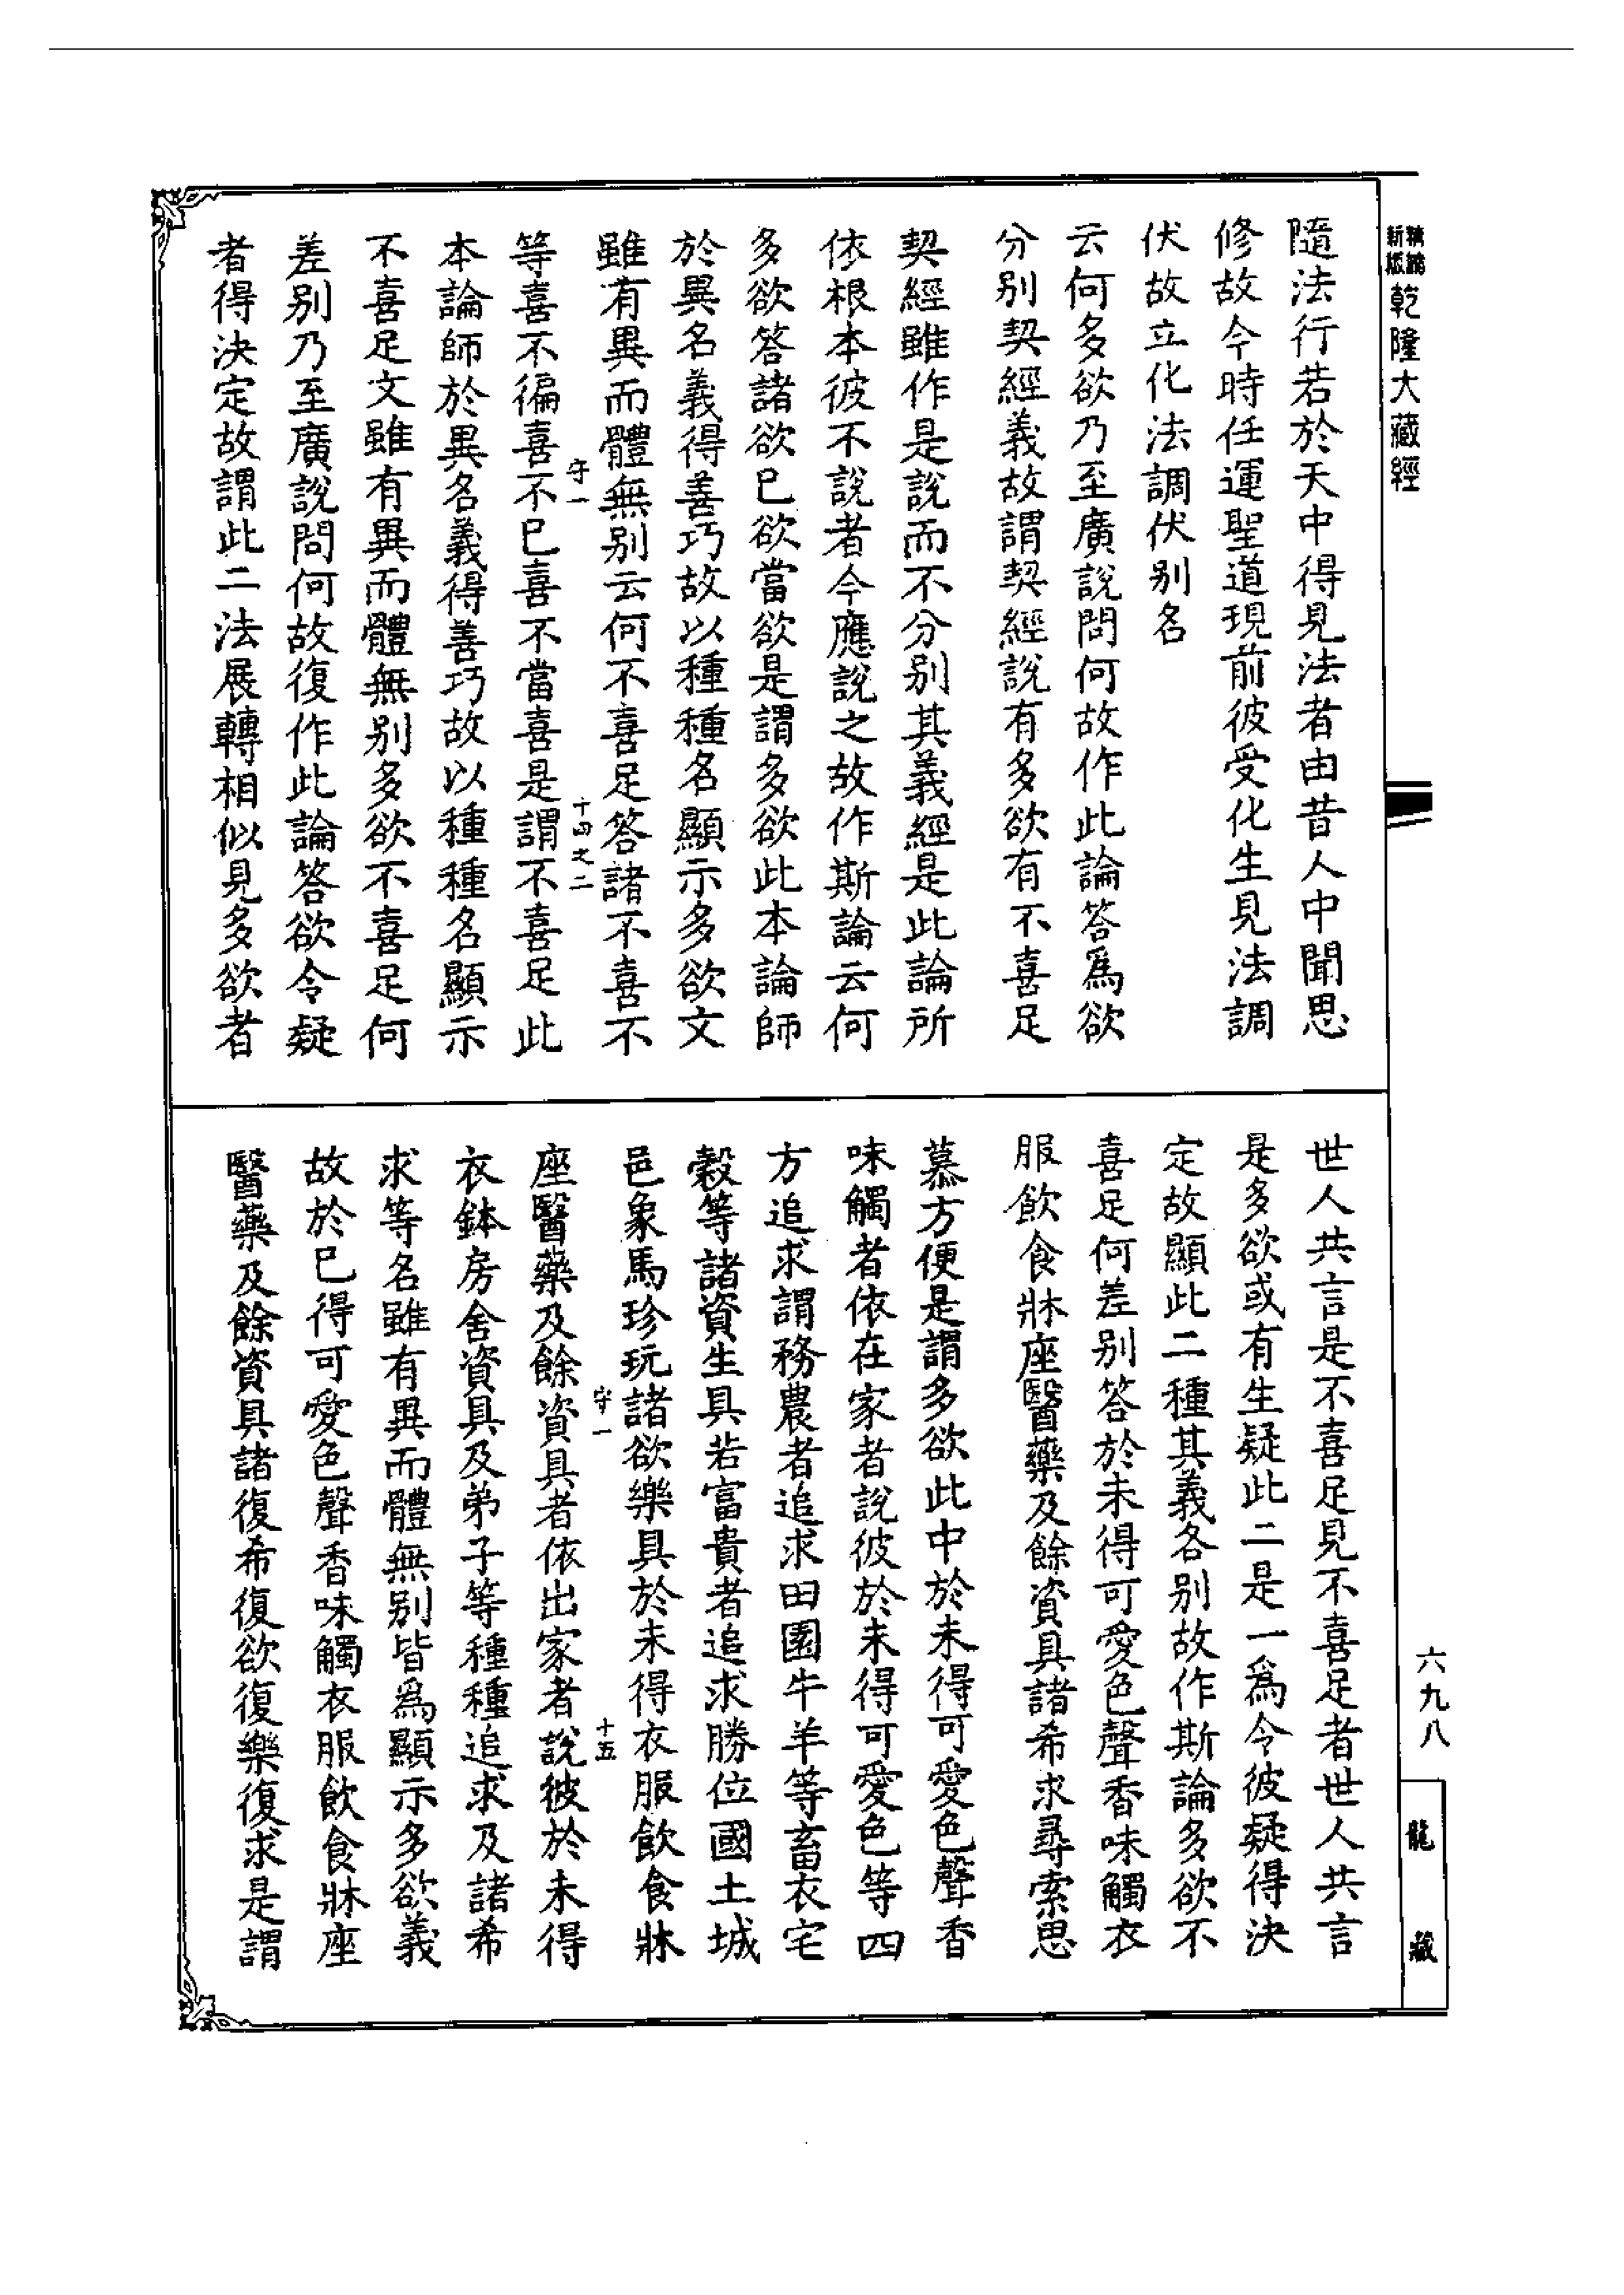 新版
精鴻
乾隆大藏經
六九八
龍藏
隨法行若於天中得見法者由昔人中聞思
修故今時任運聖道現前彼受化生見法調
伏故立化法調伏別名
云何多欲乃至廣說問何故作此論答爲欲
分別契經義故謂契經說有多欲有不喜足
契經雖作是說而不分別其義經是此論所
依根本彼不說者今應說之故作斯論云何
多欲答諸欲已欲當欲是謂多欲此本論師
於異名義得善巧故以種種名顯示多欲文
雖有異而體無別云何不喜足答諸不喜不
守一
十四之二
等喜不徧喜不已喜不當喜是謂不喜足此
本論師於異名義得善巧故以種種名顯示
不喜足文雖有異而體無別多欲不喜足何
差別乃至廣說問何故復作此論答欲令疑
者得決定故謂此二法展轉相似見多欲者
世人共言是不喜足見不喜足者世人共言
是多欲或有生疑此二是一爲令彼疑得決
定故顯此二種其義各別故作斯論多欲不
喜足何差別答於未得可愛色聲香味觸衣
服飲食牀座醫藥及餘資具諸希求尋索思
慕方便是謂多欲此中於未得可愛色聲香
味觸者依在家者說彼於未得可愛色等四
方追求謂務農者追求田園牛羊等畜衣宅
穀等諸資生具若富貴者追求勝位國土城
邑象馬珍玩諸欲樂具於未得衣服飲食牀
守一
十五
座醫藥及餘資具者依出家者說彼於未得
衣鉢房舍資具及弟子等種種追求及諸希
求等名雖有異而體無別皆爲顯示多欲義
故於已得可愛色聲香味觸衣服飲食牀座
醫藥及餘資具諸復希復欲復樂復求是謂